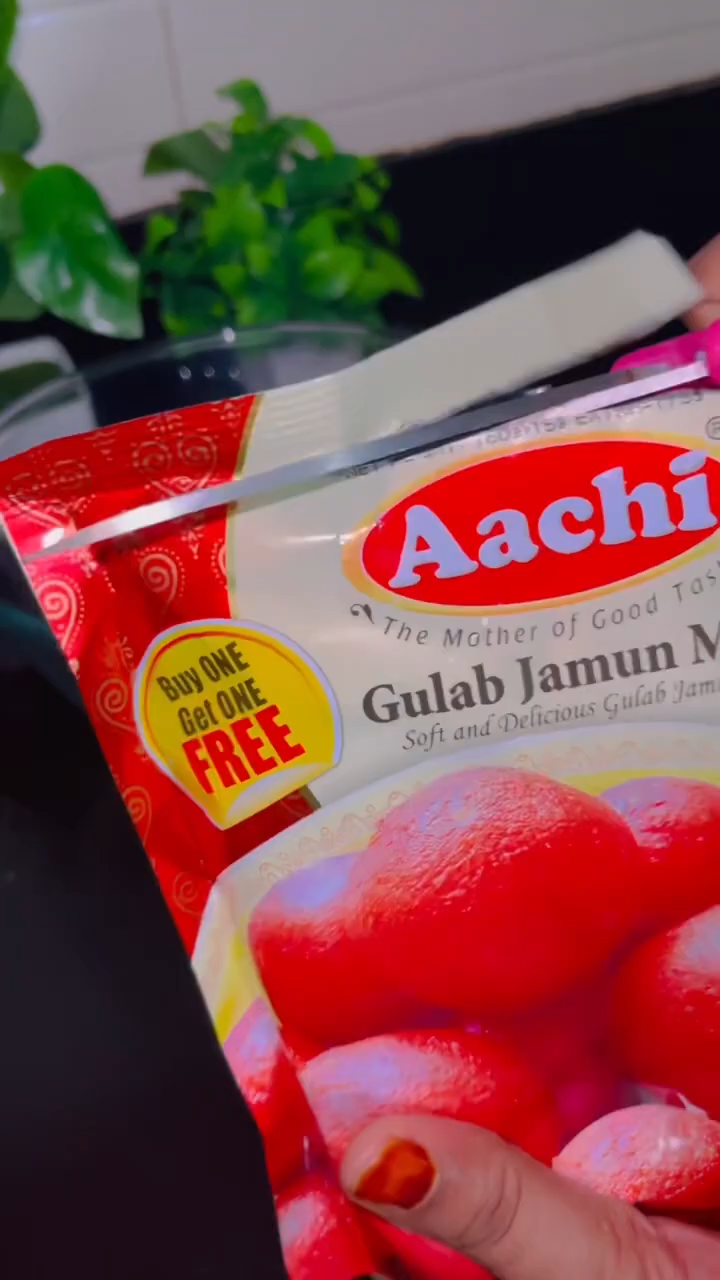 Aachi
®
The Mother of Good
Gulab Jamun
Soft and Delicious Gulab
Buy ONE
Get ONE
FREE